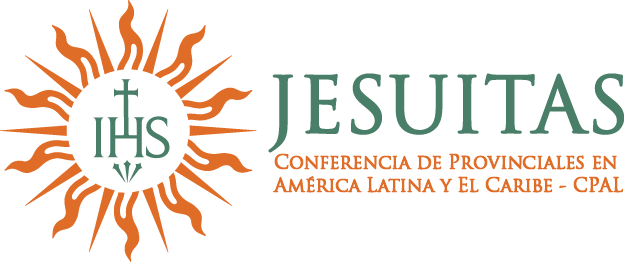 IHS
JESUITAS
CONFERENCIA DE PROVINCIALES EN
AMÉRICA LATINA Y EL CARIBE - CPAL